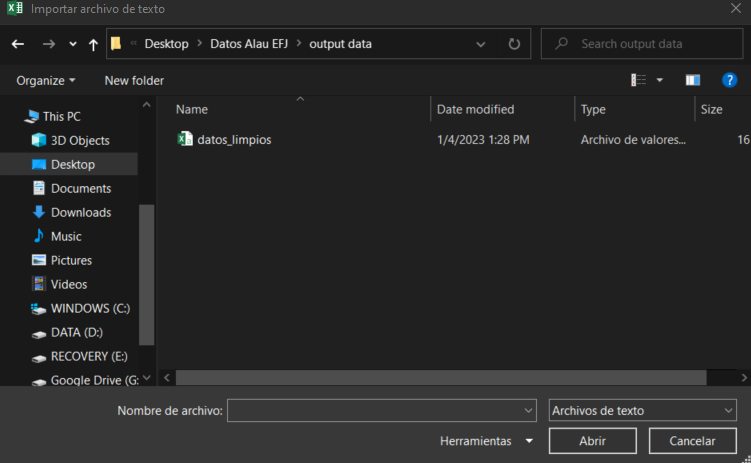 Importar archivo de texto
Desktop > Datos Alau EFJ > output data
Search output data
Organize
New folder
Name
Date modified
Type
Size
This PC
3D Objects
Desktop
Documents
Downloads
Music
Pictures
Videos
WINDOWS (C:)
DATA (D:)
RECOVERY (E:)
Google Drive (G:
datos_limpios
1/4/2023 1:28 PM
Archivo de valores...
16
Nombre de archivo:
Archivos de texto
Herramientas
Abrir
Cancelar